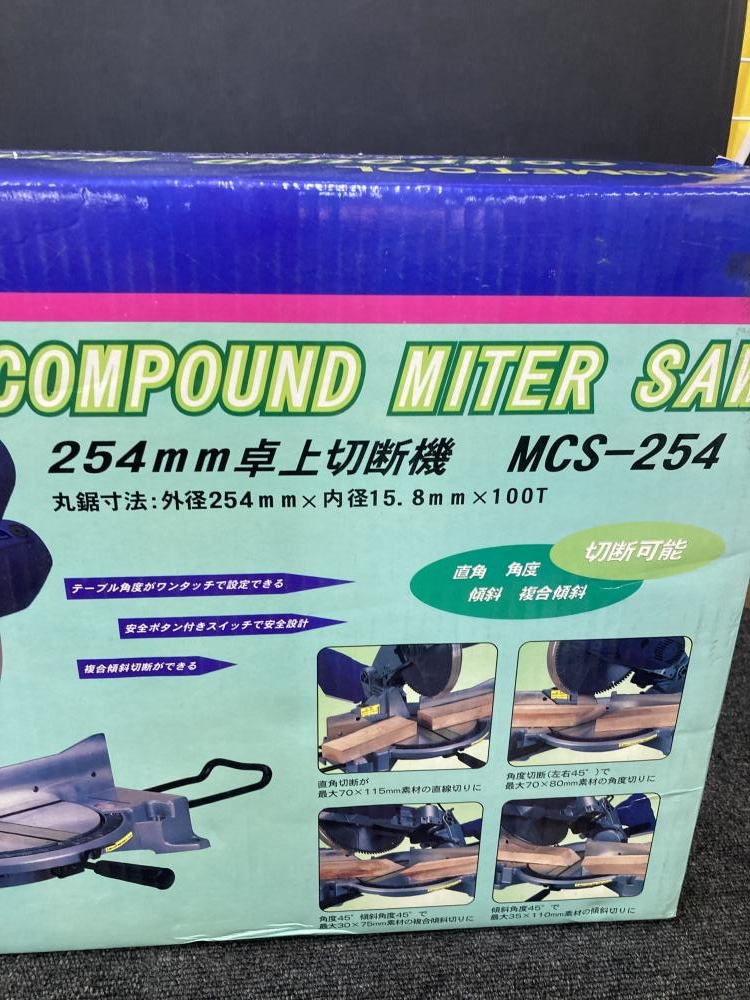 HOMETOOL
COMPOUND
COMPOUND MITER SAW
254mm卓上切断機 MCS-254
丸鋸寸法:外径254mm×内径15.8mm×100T
切断可能
直角 角度
傾斜 複合傾斜
テーブル角度がワンタッチで設定できる
安全ボタン付きスイッチで安全設計
複合傾斜切断ができる
直角切断が
最大70×115mm素材の直線切りに
角度切断(左右45°)で
最大70×80mm素材の角度切りに
角度45°傾斜角度45°で
最大30×75mm素材の複合傾斜切りに
傾斜角度45°で
最大35×110mm素材の傾斜切りに